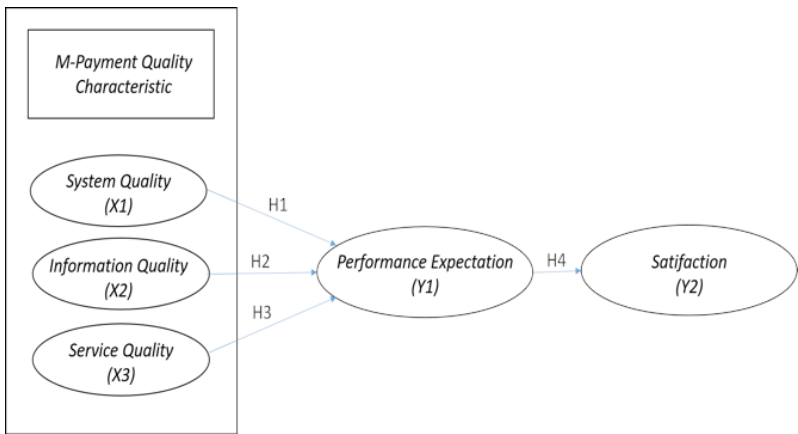 M-Payment Quality
Characteristic
System Quality
(X1)
H1
Information Quality
(X2)
H2
Performance Expectation
(Y1)
H4
Satifaction
(Y2)
H3
Service Quality
(X3)